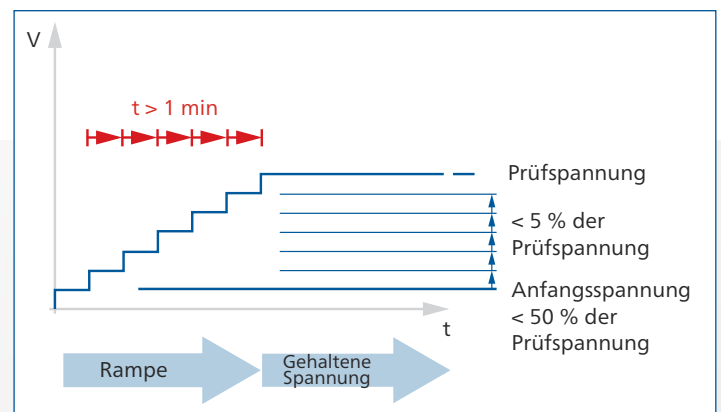 V
t > 1 min
Prüfspannung
< 5 % der
Prüfspannung
Anfangsspannung
< 50 % der
Prüfspannung
t
Rampe
Gehaltene
Spannung